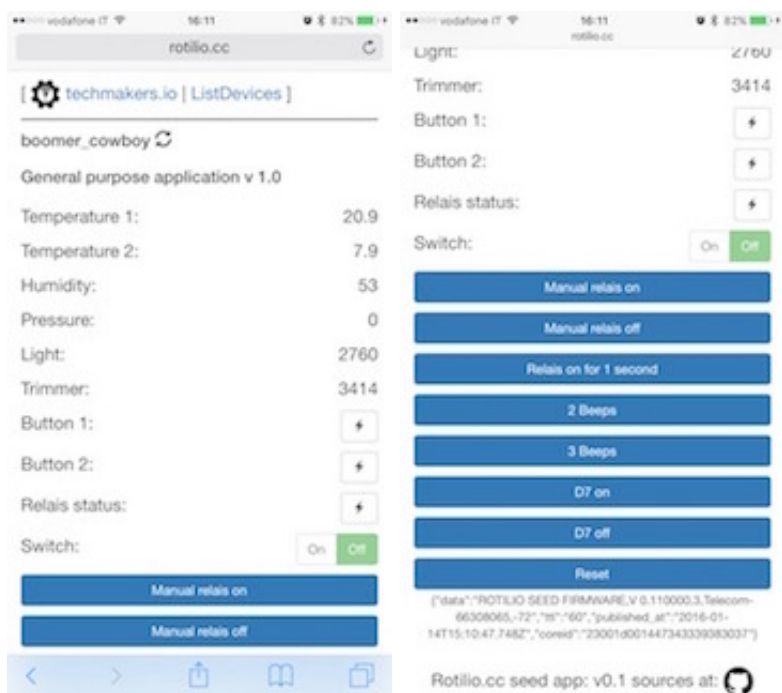 vodafone IT 16:11 82%
rotilio.cc
[ techmakers.io | ListDevices ]
boomer_cowboy
General purpose application v 1.0
Temperature 1: 20.9
Temperature 2: 7.9
Humidity: 53
Pressure: 0
Light: 2760
Trimmer: 3414
Button 1:
Button 2:
Relais status:
Switch: On Off
Manual relais on
Manual relais off
vodafone IT 16:11 82%
rotilio.cc
Light: 2760
Trimmer: 3414
Button 1:
Button 2:
Relais status:
Switch: On Off
Manual relais on
Manual relais off
Relais on for 1 second
2 Beeps
3 Beeps
D7 on
D7 off
Reset
{"data":"ROTILIO SEED FIRMWARE,V 0.110000,3,Telecom-
66308065,-72","ttl":"60","published_at":"2016-01-
14T15:10:47.748Z","coreid":"23001d001447343339383037"}
Rotilio.cc seed app: v0.1 sources at: